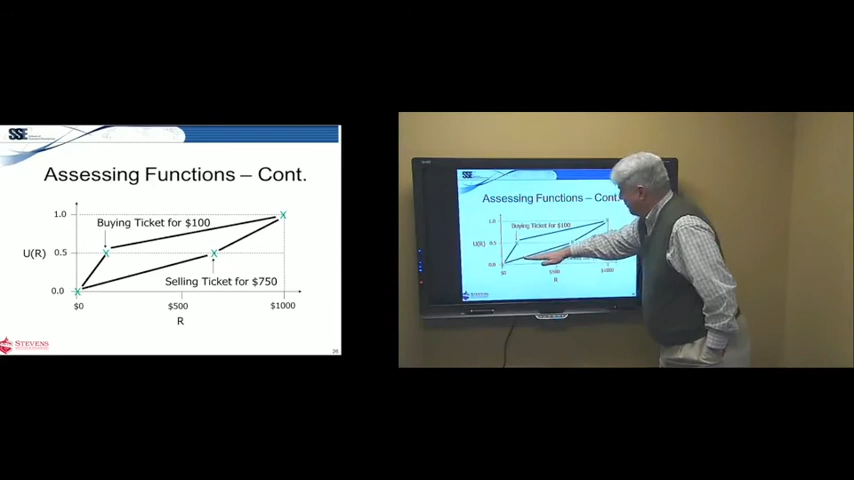 SSE
Assessing Functions – Cont.
1.0
Buying Ticket for $100
U(R)
0.5
Selling Ticket for $750
0.0
$0
$500
$1000
R
STEVENS
26
SSE
Assessing Functions – Cont.
1.0
Buying Ticket for $100
U(R)
0.5
0.0
$0
$500
$1000
R
STEVENS